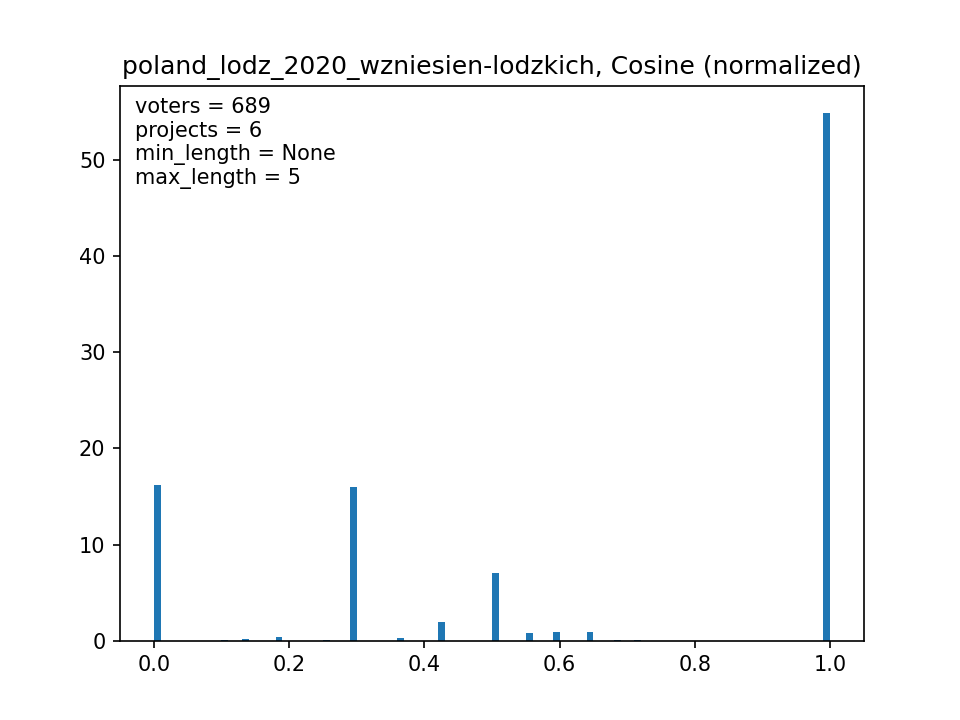 poland_lodz_2020_wzniesien-lodzkich, Cosine (normalized)
voters = 689
projects = 6
min_length = None
max_length = 5
50
40
30
20
10
0
0.0 0.2 0.4 0.6 0.8 1.0